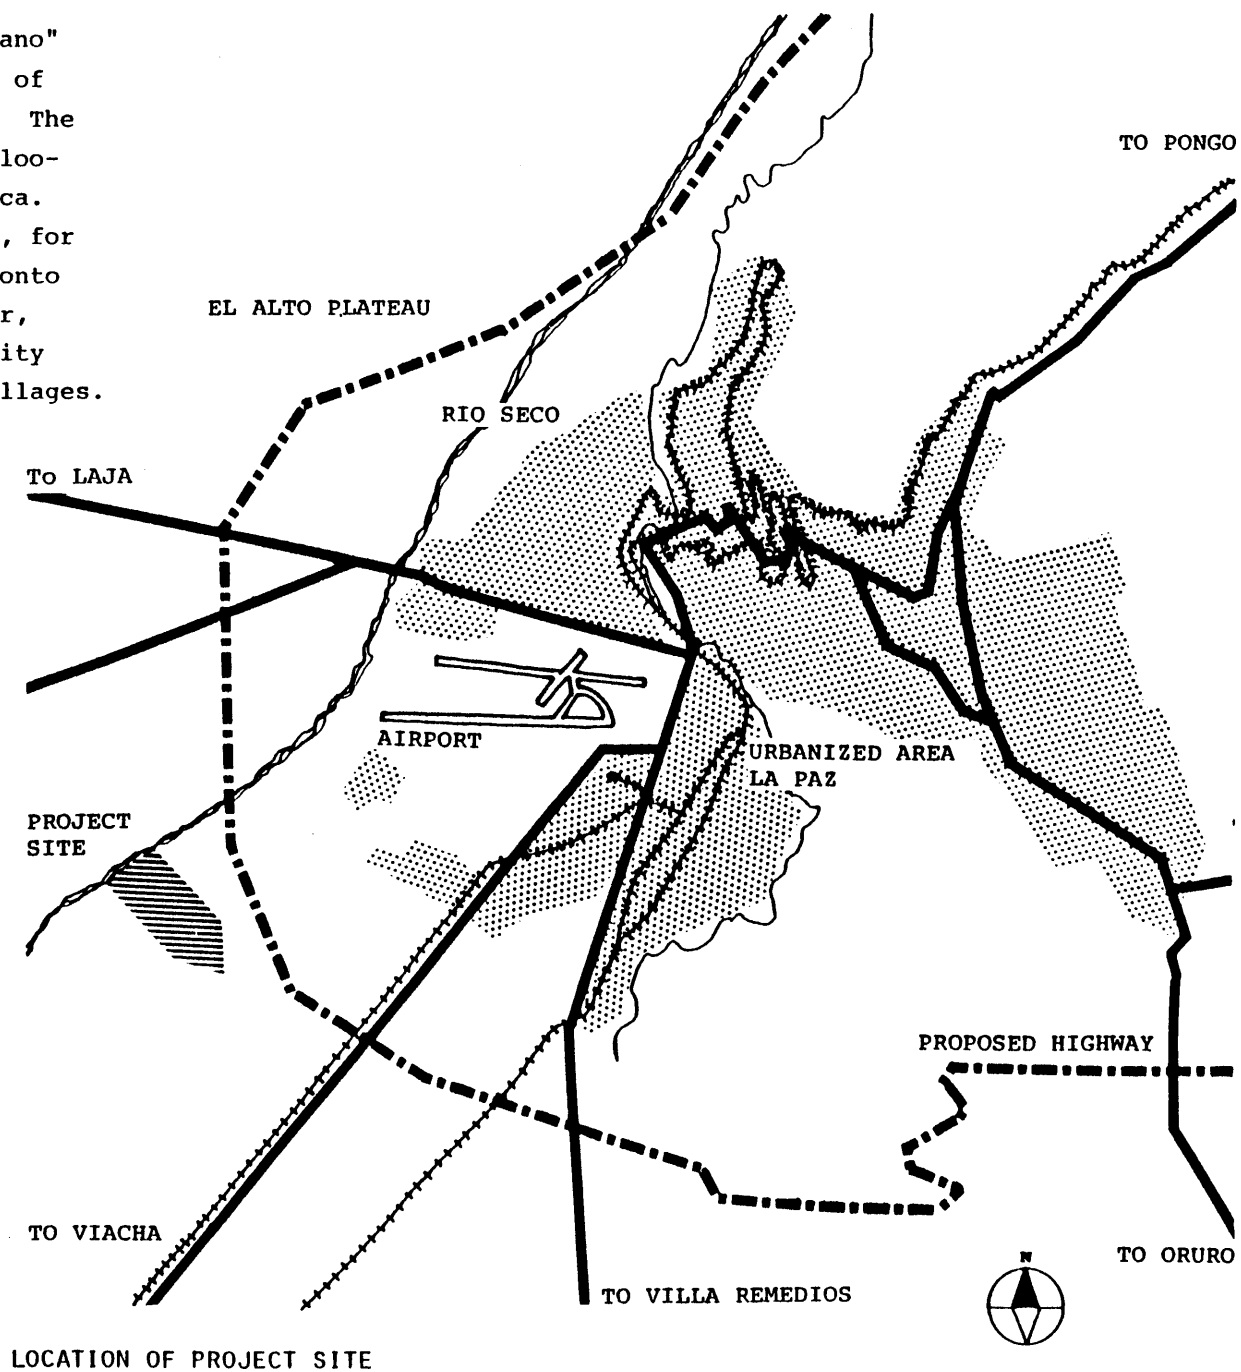 ano"
of
The
loo-
ca.
, for
onto
r,
ity
llages.
TO PONGO
EL ALTO PLATEAU
RIO SECO
To LAJA
AIRPORT
URBANIZED AREA
LA PAZ
PROJECT
SITE
PROPOSED HIGHWAY
TO VIACHA
N
TO ORURO
TO VILLA REMEDIOS
LOCATION OF PROJECT SITE